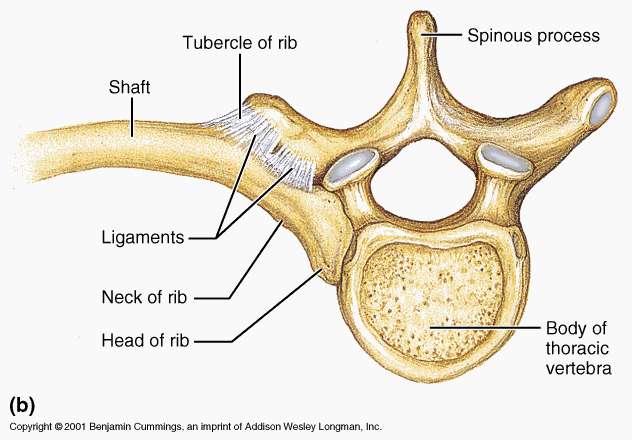 Tubercle of rib
Spinous process
Shaft
Ligaments
Neck of rib
Head of rib
Body of
thoracic
vertebra
(b)
Copyright © 2001 Benjamin Cummings, an imprint of Addison Wesley Longman, Inc.